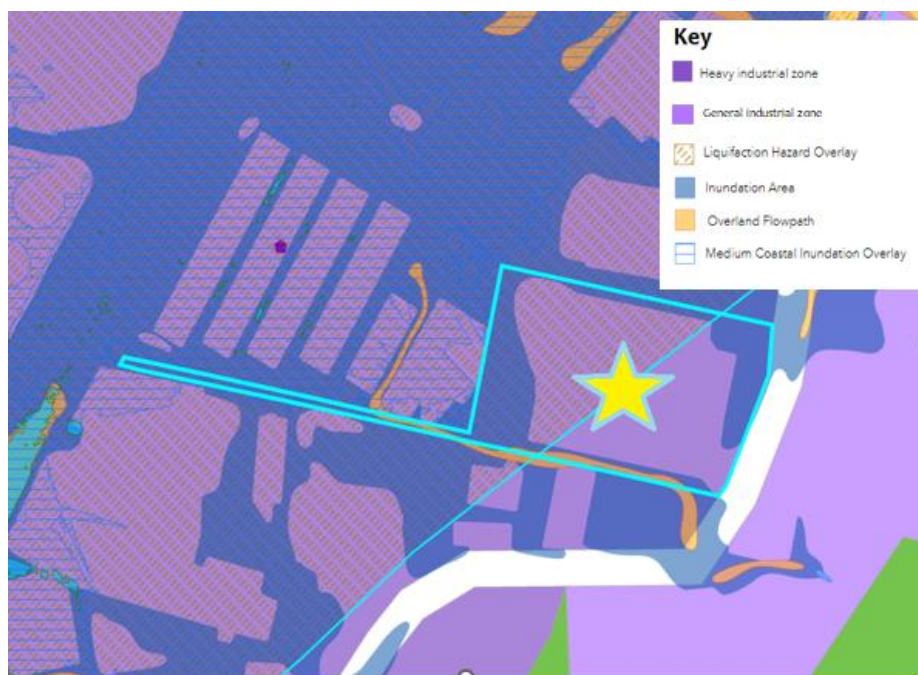 Key
Heavy industrial zone
General industrial zone
Liquifaction Hazard Overlay
Inundation Area
Overland Flowpath
Medium Coastal Inundation Overlay